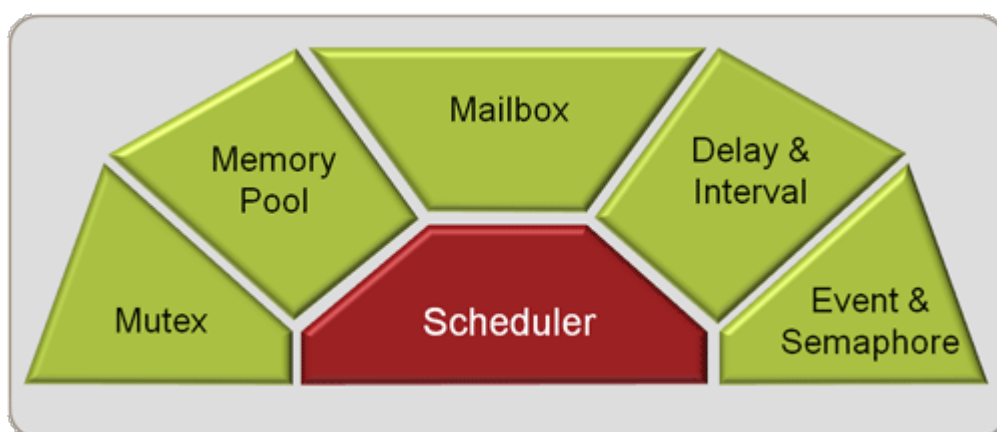 Mailbox
Memory
Pool
Delay &
Interval
Mutex
Scheduler
Event &
Semaphore